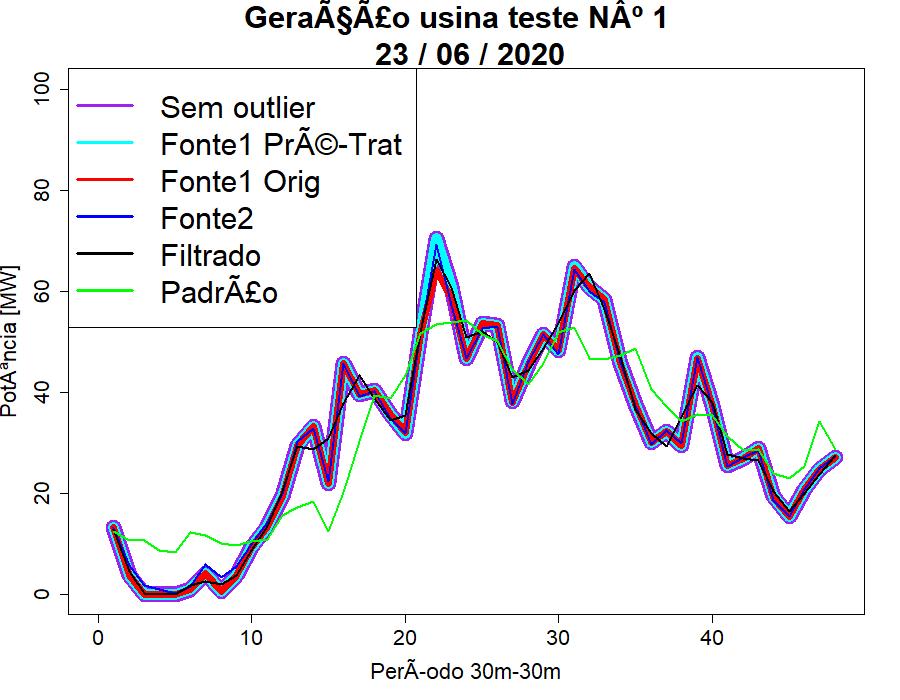 GeraÃ§Ã£o usina teste NÂº 1
23 / 06 / 2020
Sem outlier
Fonte1 PrÃ©-Trat
Fonte1 Orig
Fonte2
Filtrado
PadrÃ£o
PotÃªncia [MW]
100
80
60
40
20
0
0 10 20 30 40
PerÃ-odo 30m-30m